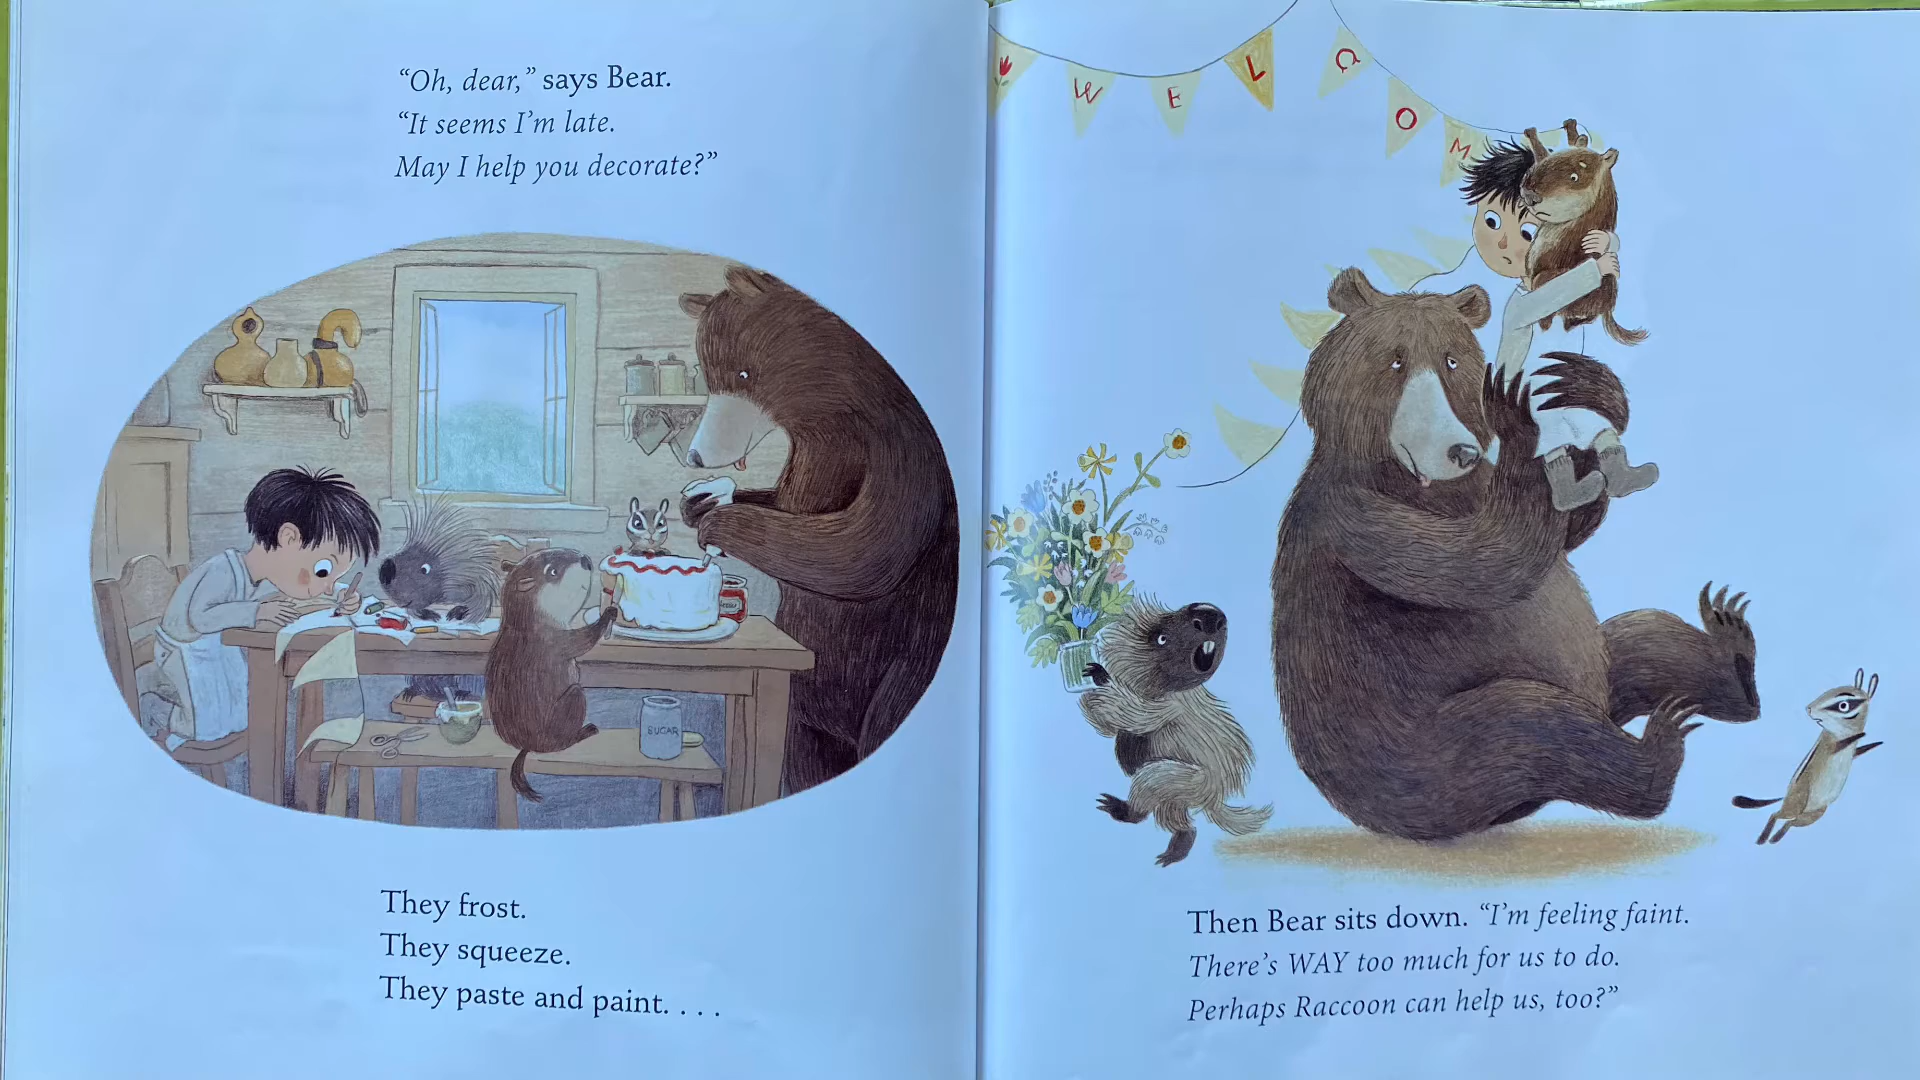 “Oh, dear,” says Bear.
“It seems I’m late.
May I help you decorate?”
SUGAR
They frost.
They squeeze.
They paste and paint. . . .
W E L C O M
Then Bear sits down. “I’m feeling faint.
There’s WAY too much for us to do.
Perhaps Raccoon can help us, too?”